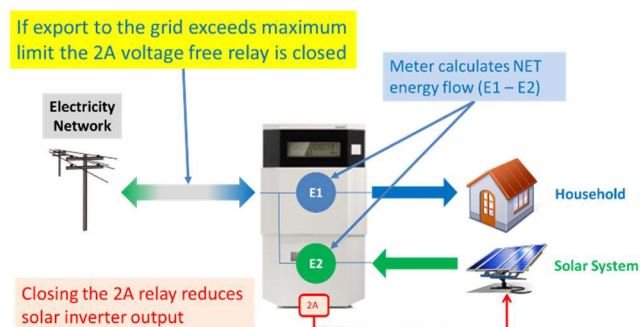 If export to the grid exceeds maximum
limit the 2A voltage free relay is closed
Meter calculates NET
energy flow (E1 – E2)
Electricity
Network
E1
Household
E2
Solar System
Closing the 2A relay reduces
solar inverter output
2A